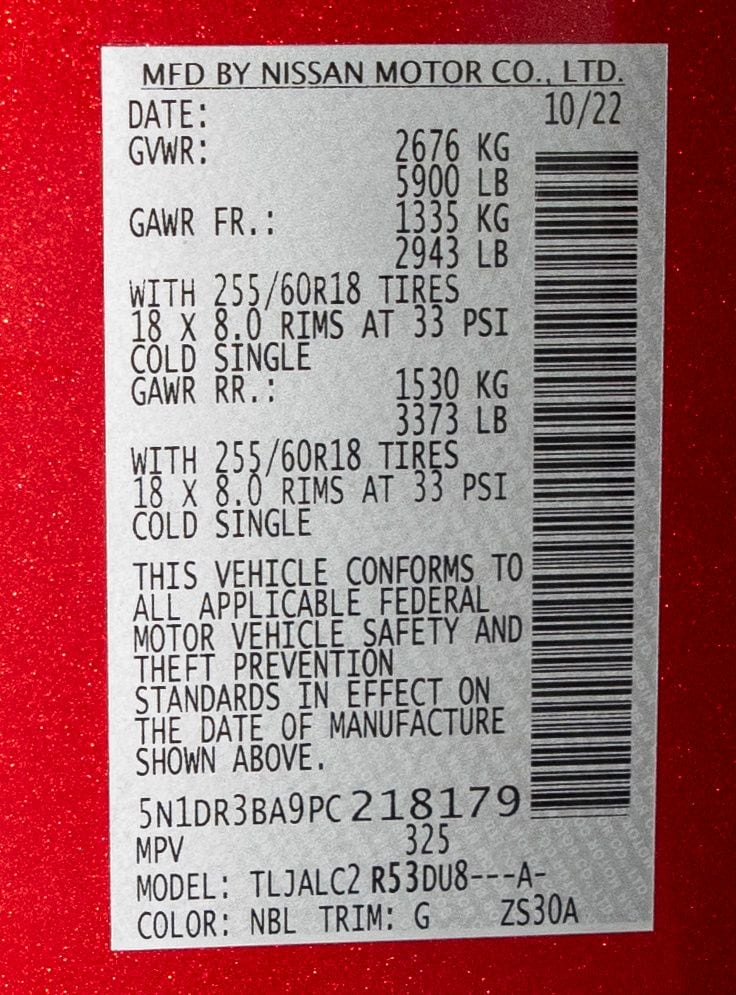 MFD BY NISSAN MOTOR CO., LTD.
DATE: 10/22
GVWR: 2676 KG
5900 LB
GAWR FR.: 1335 KG
2943 LB
WITH 255/60R18 TIRES
18 X 8.0 RIMS AT 33 PSI
COLD SINGLE
GAWR RR.: 1530 KG
3373 LB
WITH 255/60R18 TIRES
18 X 8.0 RIMS AT 33 PSI
COLD SINGLE
THIS VEHICLE CONFORMS TO
ALL APPLICABLE FEDERAL
MOTOR VEHICLE SAFETY AND
THEFT PREVENTION
STANDARDS IN EFFECT ON
THE DATE OF MANUFACTURE
SHOWN ABOVE.
5N1DR3BA9PC218179
MPV 325
MODEL: TLJALC2 R53DU8---A-
COLOR: NBL TRIM: G ZS30A